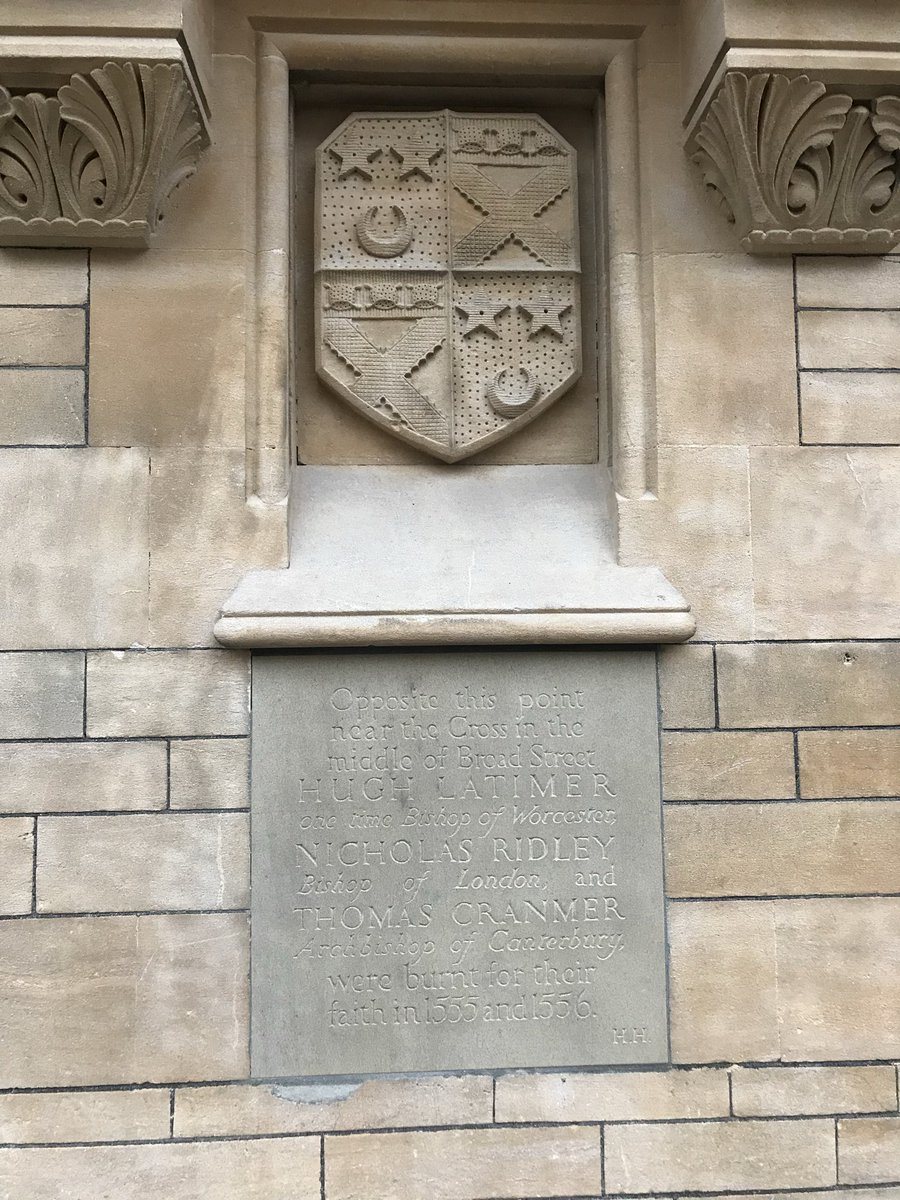 Opposite this point
near the Cross in the
middle of Broad Street
HUGH LATIMER
one time Bishop of Worcester,
NICHOLAS RIDLEY
Bishop of London, and
THOMAS CRANMER
Archbishop of Canterbury,
were burnt for their
faith in 1555 and 1556.
H.H.